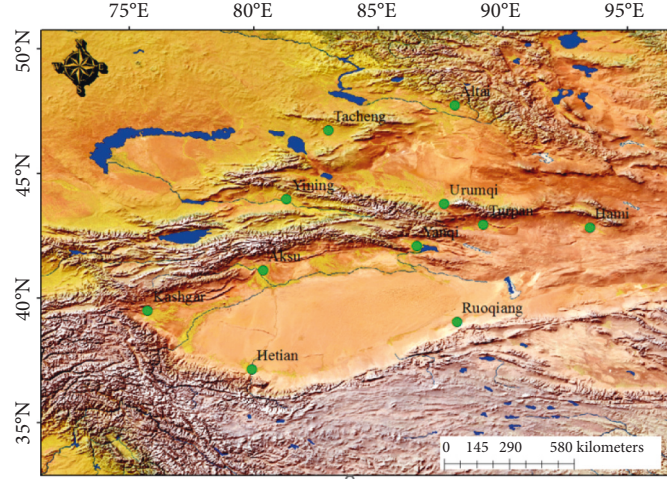 75°E 80°E 85°E 90°E 95°E
50°N
45°N
40°N
35°N
Altai
Tacheng
Yining
Urumqi
Turpan
Hami
Yanqi
Aksu
Kashgar
Ruoqiang
Hetian
0 145 290 580 kilometers